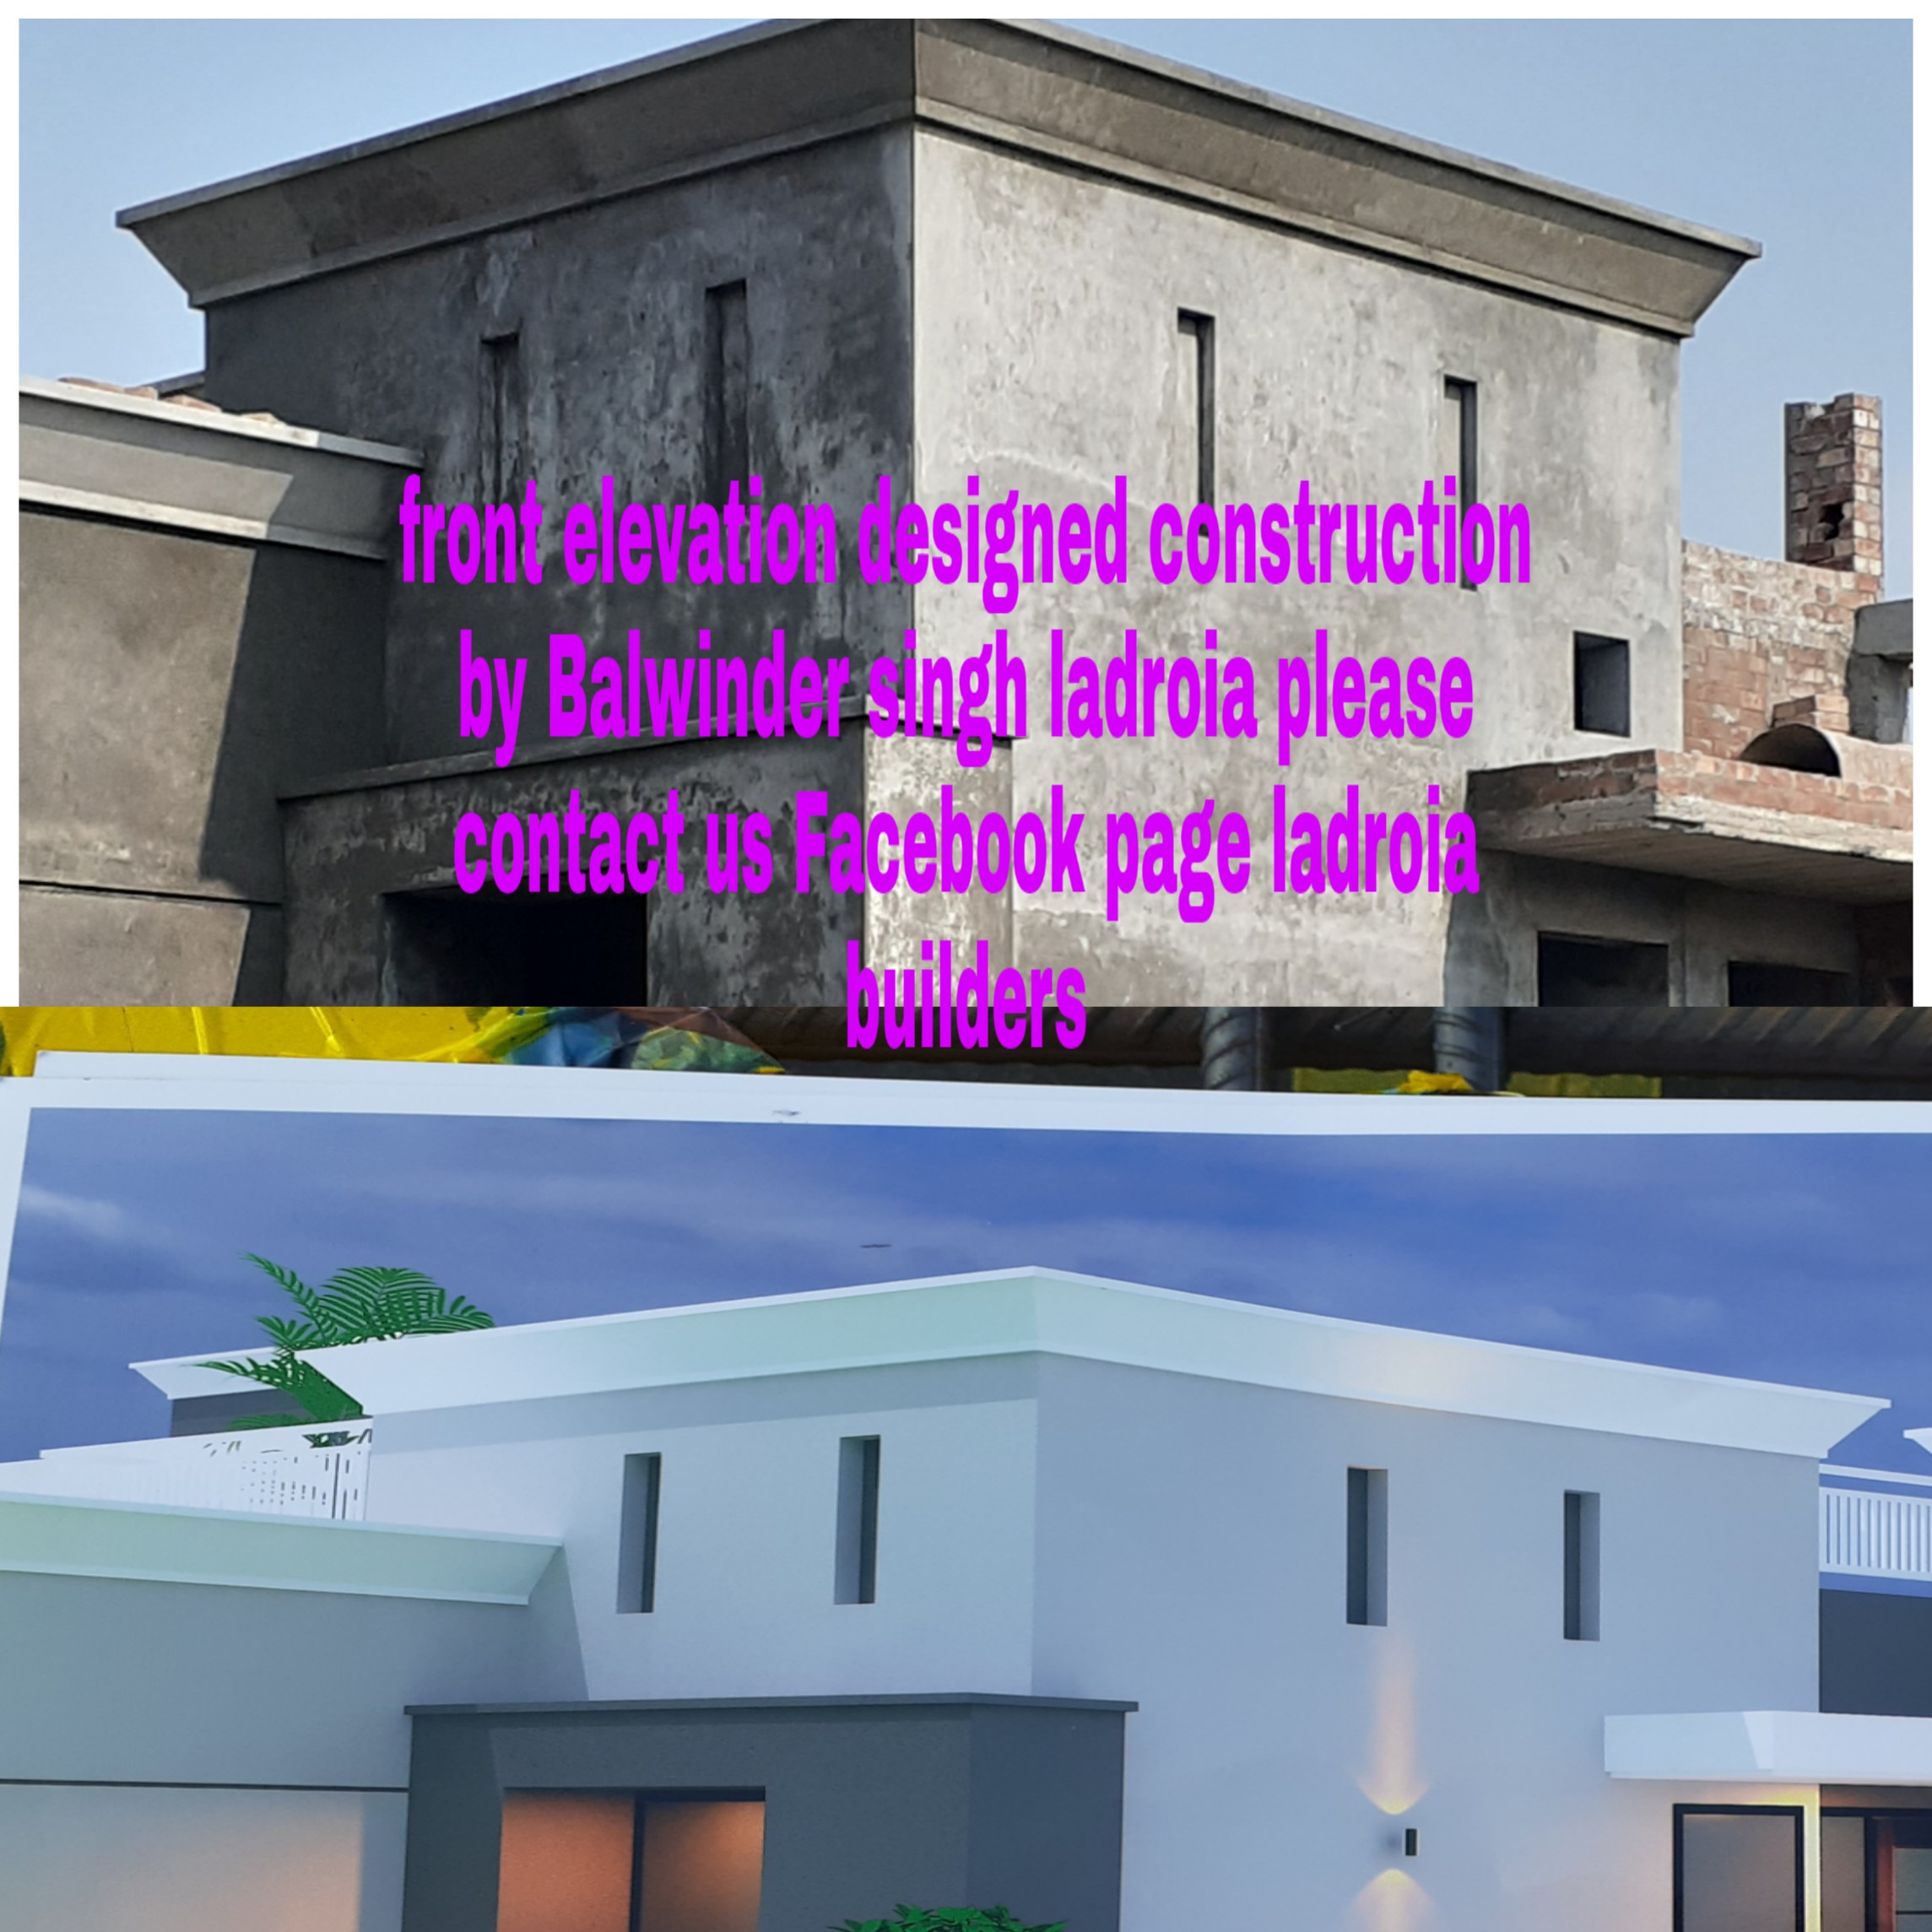 front elevation designed construction
by Balwinder singh ladroia please
contact us Facebook page ladroia
builders